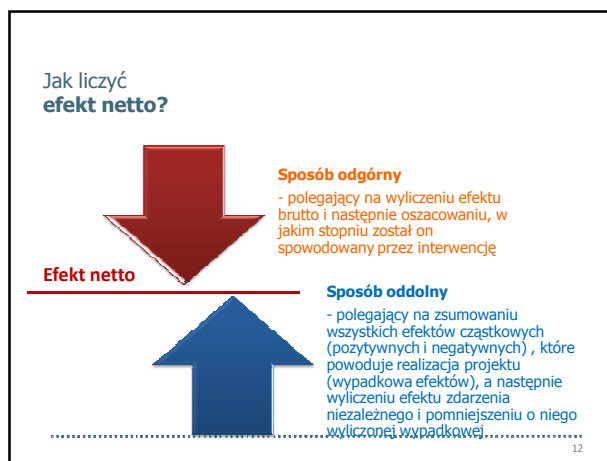 Jak liczyć
efekt netto?
Sposób odgórny
- polegający na wyliczeniu efektu
brutto i następnie oszacowaniu, w
jakim stopniu został on
spowodowany przez interwencję
Efekt netto
Sposób oddolny
- polegający na zsumowaniu
wszystkich efektów cząstkowych
(pozytywnych i negatywnych) , które
powoduje realizacja projektu
(wypadkowa efektów), a następnie
wyliczeniu efektu zdarzenia
niezależnego i pomniejszeniu o niego
wyliczonej wypadkowej
12